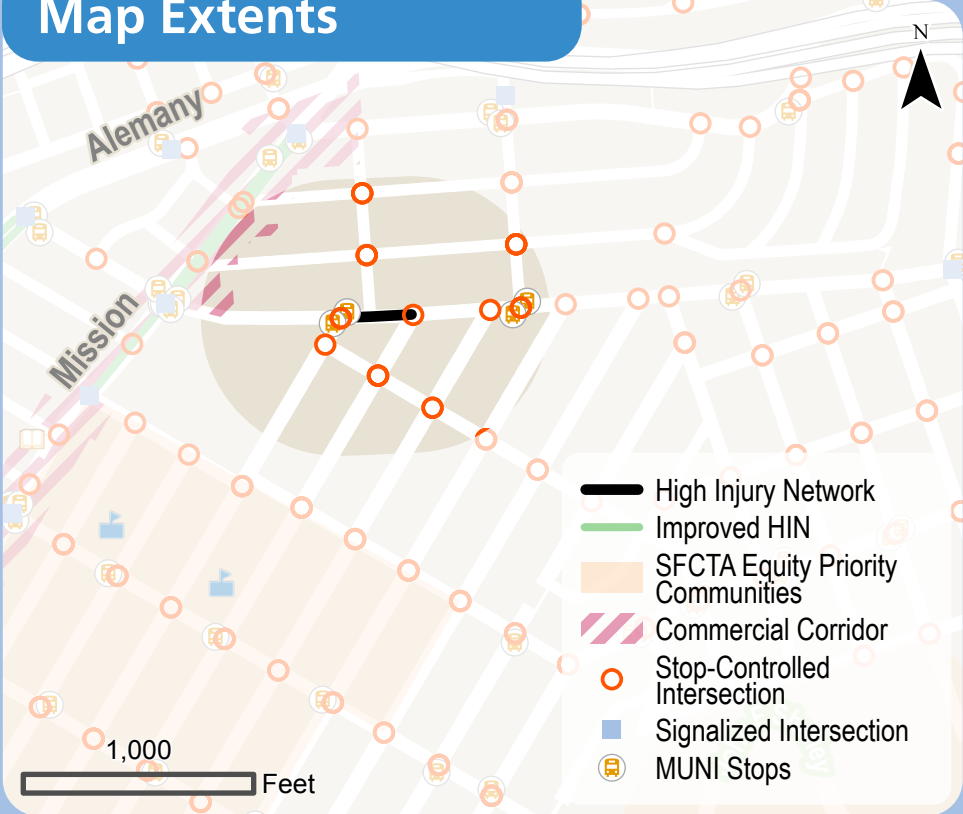 Map Extents
N
Alemany
Mission
High Injury Network
Improved HIN
SFCTA Equity Priority
Communities
Commercial Corridor
Stop-Controlled
Intersection
Signalized Intersection
MUNI Stops
1,000
Feet